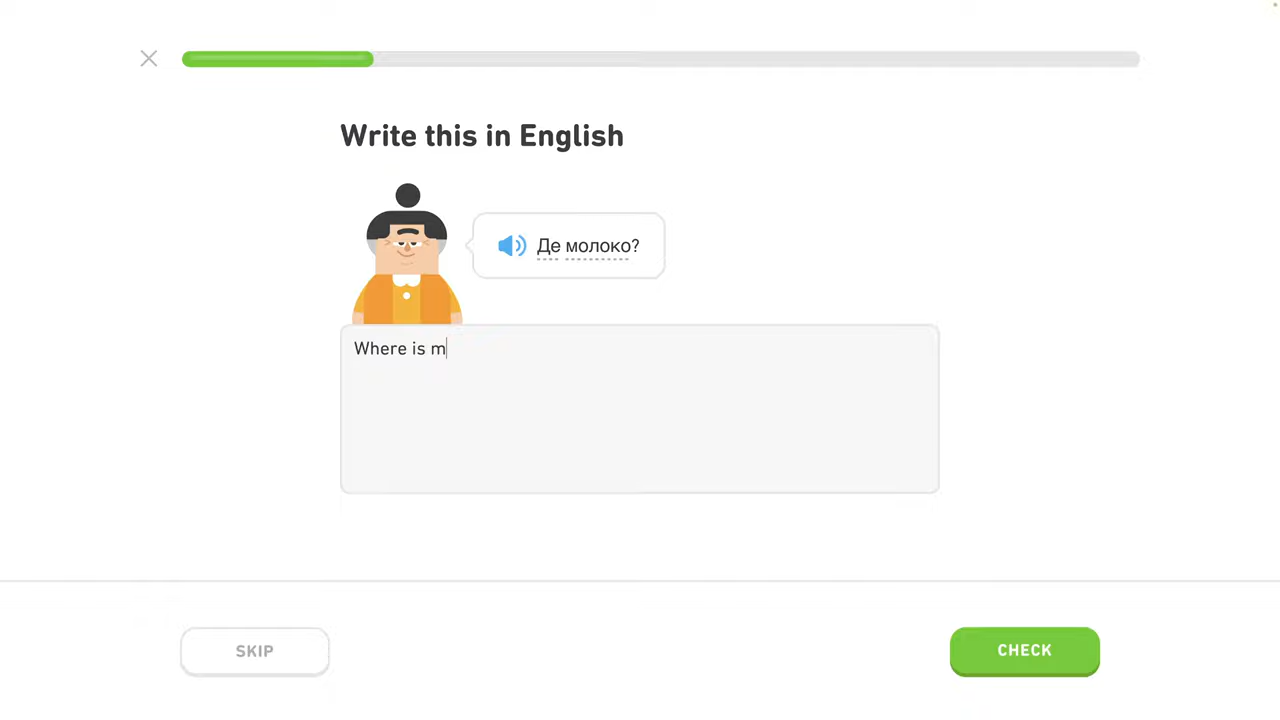 Write this in English
Де молоко?
Where is m
SKIP
CHECK